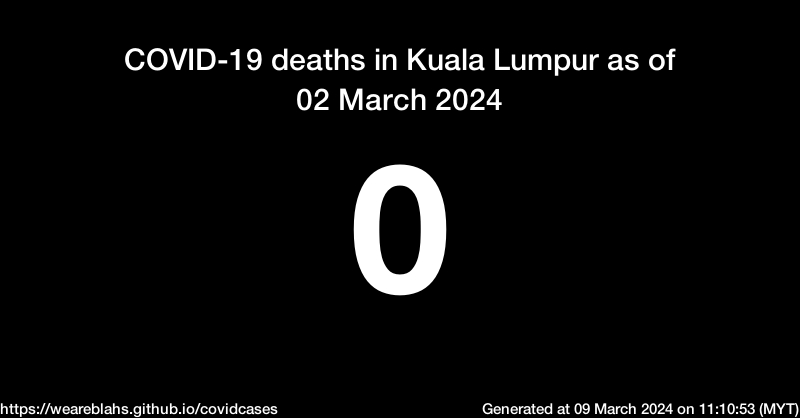 COVID-19 deaths in Kuala Lumpur as of
02 March 2024
0
https://weareblahs.github.io/covidcases
Generated at 09 March 2024 on 11:10:53 (MYT)